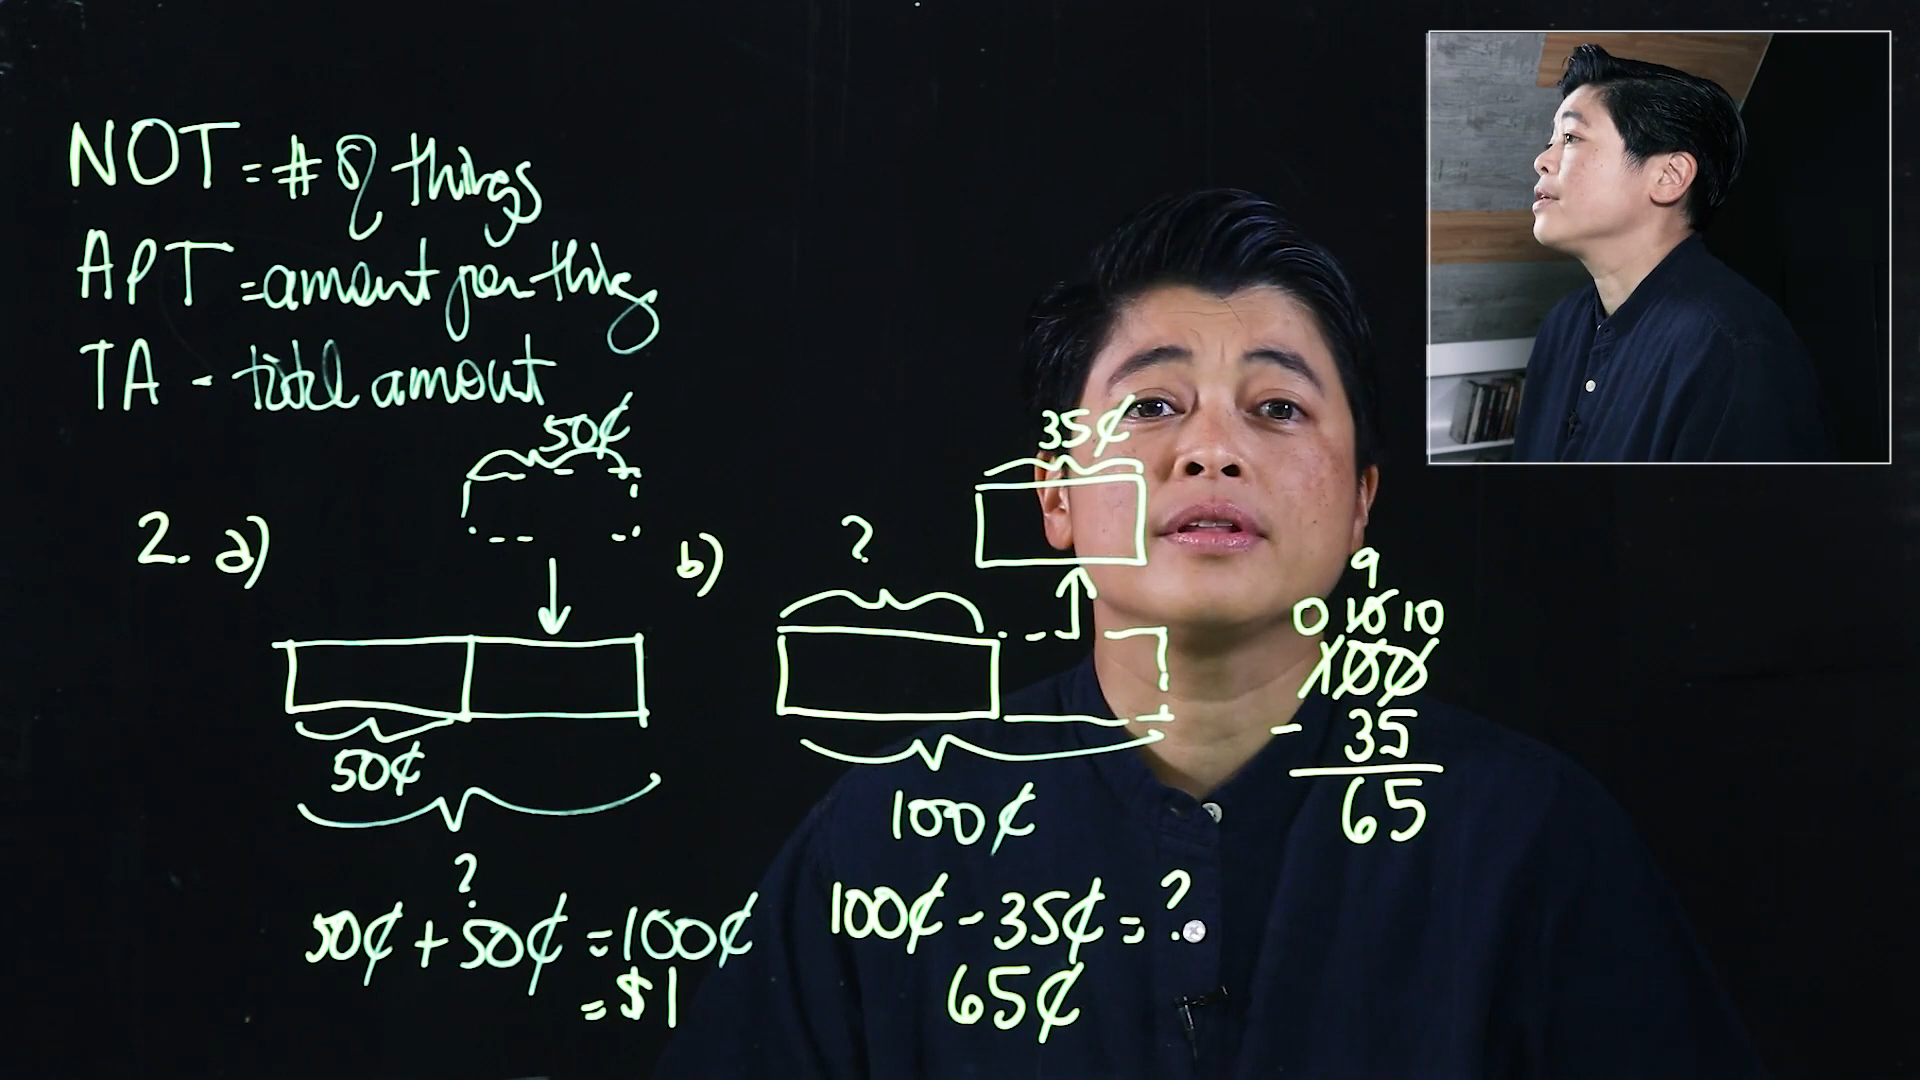 NOT = # of things
APT = amount per thing
TA - total amout
50¢
2. a)
50¢
?
50¢ + 50¢ = 100¢
= $1
b)
?
35¢
100¢
100¢ - 35¢ = ?
65¢
9
0 10 10
100
- 35
65